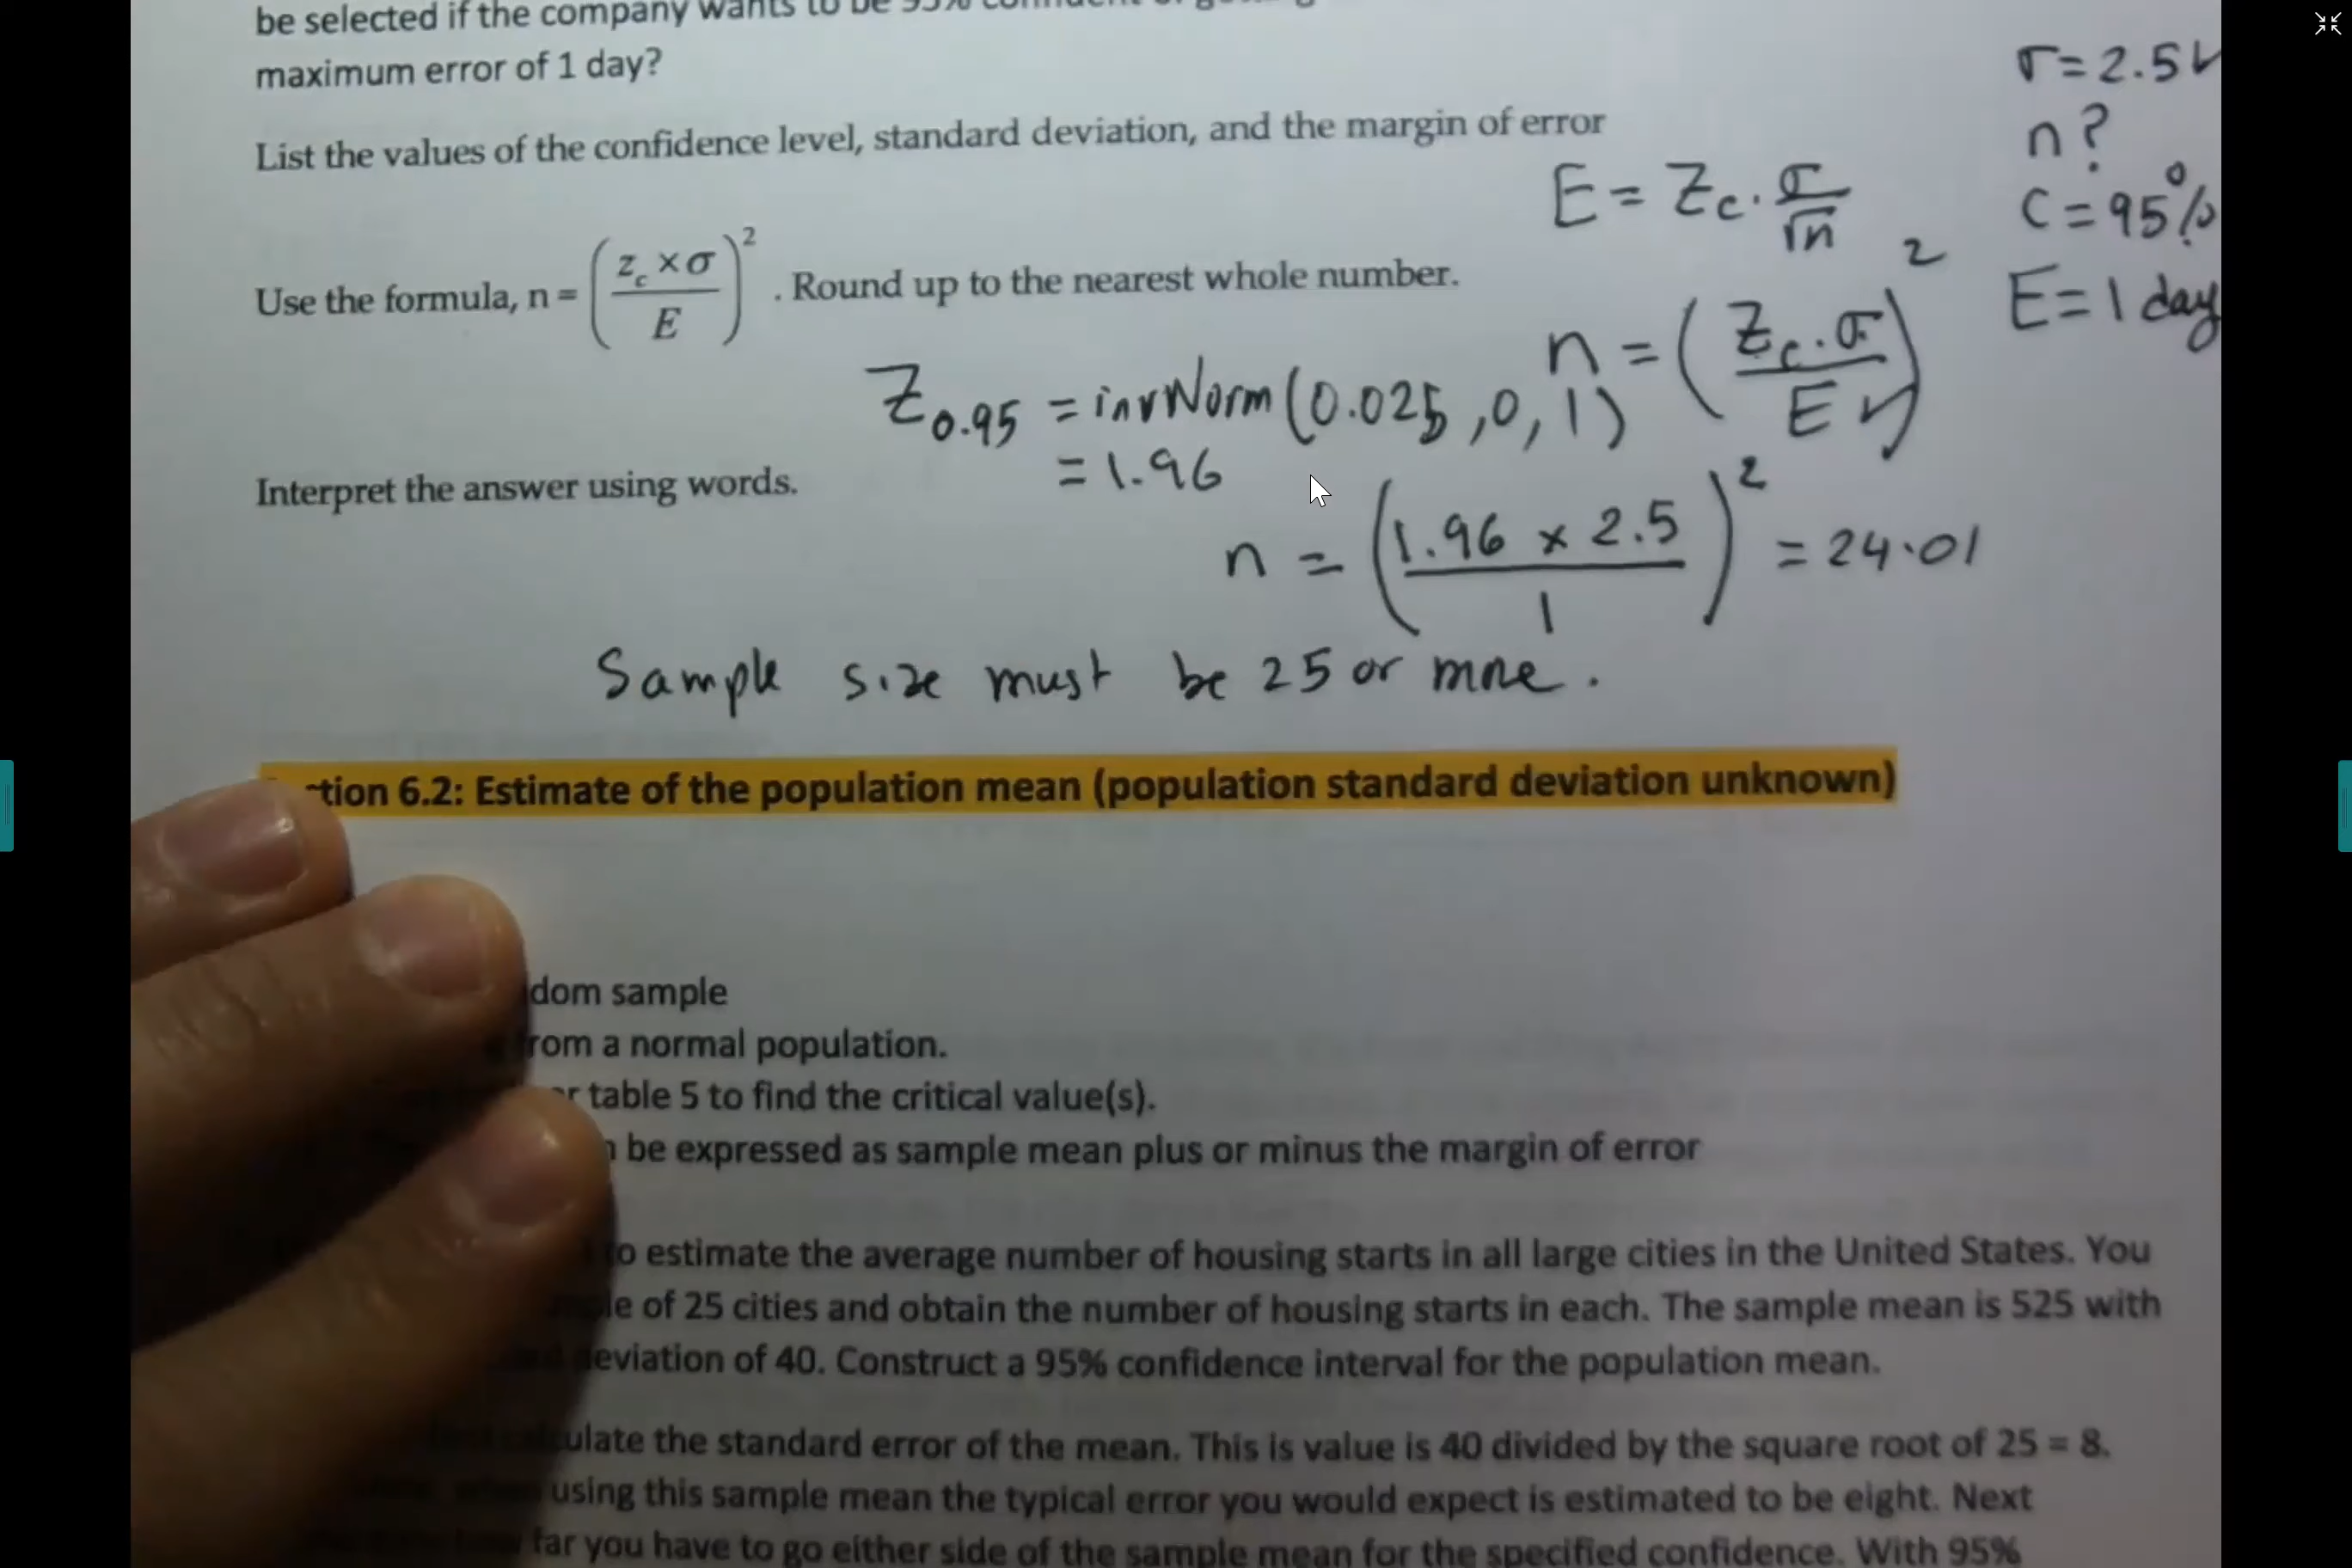 be selected if the company wants to be 95% confident of getting
maximum error of 1 day?
σ = 2.5
n?
C = 95%
E = 1 day
List the values of the confidence level, standard deviation, and the margin of error
E = Zc · σ/√n
Use the formula, n = (zc × σ / E)². Round up to the nearest whole number.
n = (Zc · σ / E)²
Z0.95 = invNorm(0.025, 0, 1)
= 1.96
Interpret the answer using words.
n = (1.96 × 2.5 / 1)² = 24.01
Sample size must be 25 or more.
tion 6.2: Estimate of the population mean (population standard deviation unknown)
dom sample
rom a normal population.
table 5 to find the critical value(s).
be expressed as sample mean plus or minus the margin of error
to estimate the average number of housing starts in all large cities in the United States. You
le of 25 cities and obtain the number of housing starts in each. The sample mean is 525 with
deviation of 40. Construct a 95% confidence interval for the population mean.
ulate the standard error of the mean. This is value is 40 divided by the square root of 25 = 8.
using this sample mean the typical error you would expect is estimated to be eight. Next
far you have to go either side of the sample mean for the specified confidence. With 95%